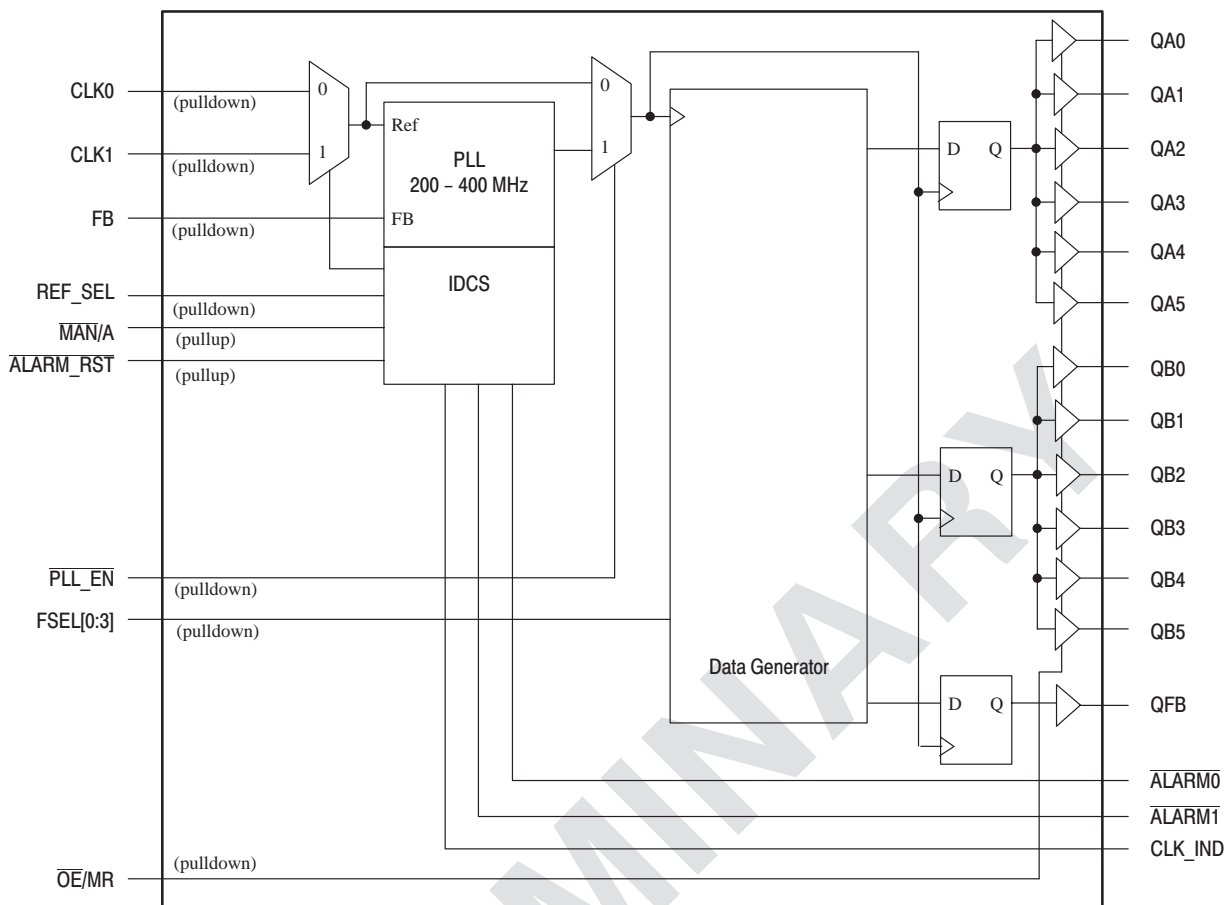 QA0
CLK0
(pulldown)
0
0
QA1
Ref
CLK1
(pulldown)
1
1
D Q
QA2
PLL
200 – 400 MHz
QA3
FB
(pulldown)
FB
QA4
IDCS
REF_SEL
(pulldown)
QA5
MAN/A
(pullup)
ALARM_RST
(pullup)
QB0
QB1
D Q
QB2
QB3
PLL_EN
(pulldown)
QB4
FSEL[0:3]
(pulldown)
QB5
Data Generator
D Q
QFB
ALARM0
ALARM1
CLK_IND
OE/MR
(pulldown)
MINARY